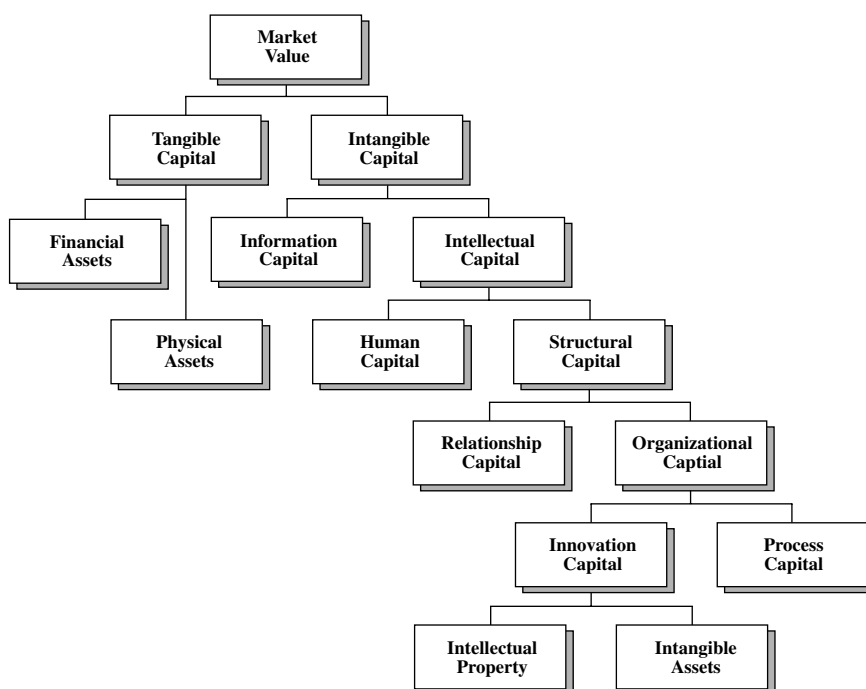 Market
Value
Tangible
Capital
Intangible
Capital
Financial
Assets
Information
Capital
Intellectual
Capital
Physical
Assets
Human
Capital
Structural
Capital
Relationship
Capital
Organizational
Captial
Innovation
Capital
Process
Capital
Intellectual
Property
Intangible
Assets